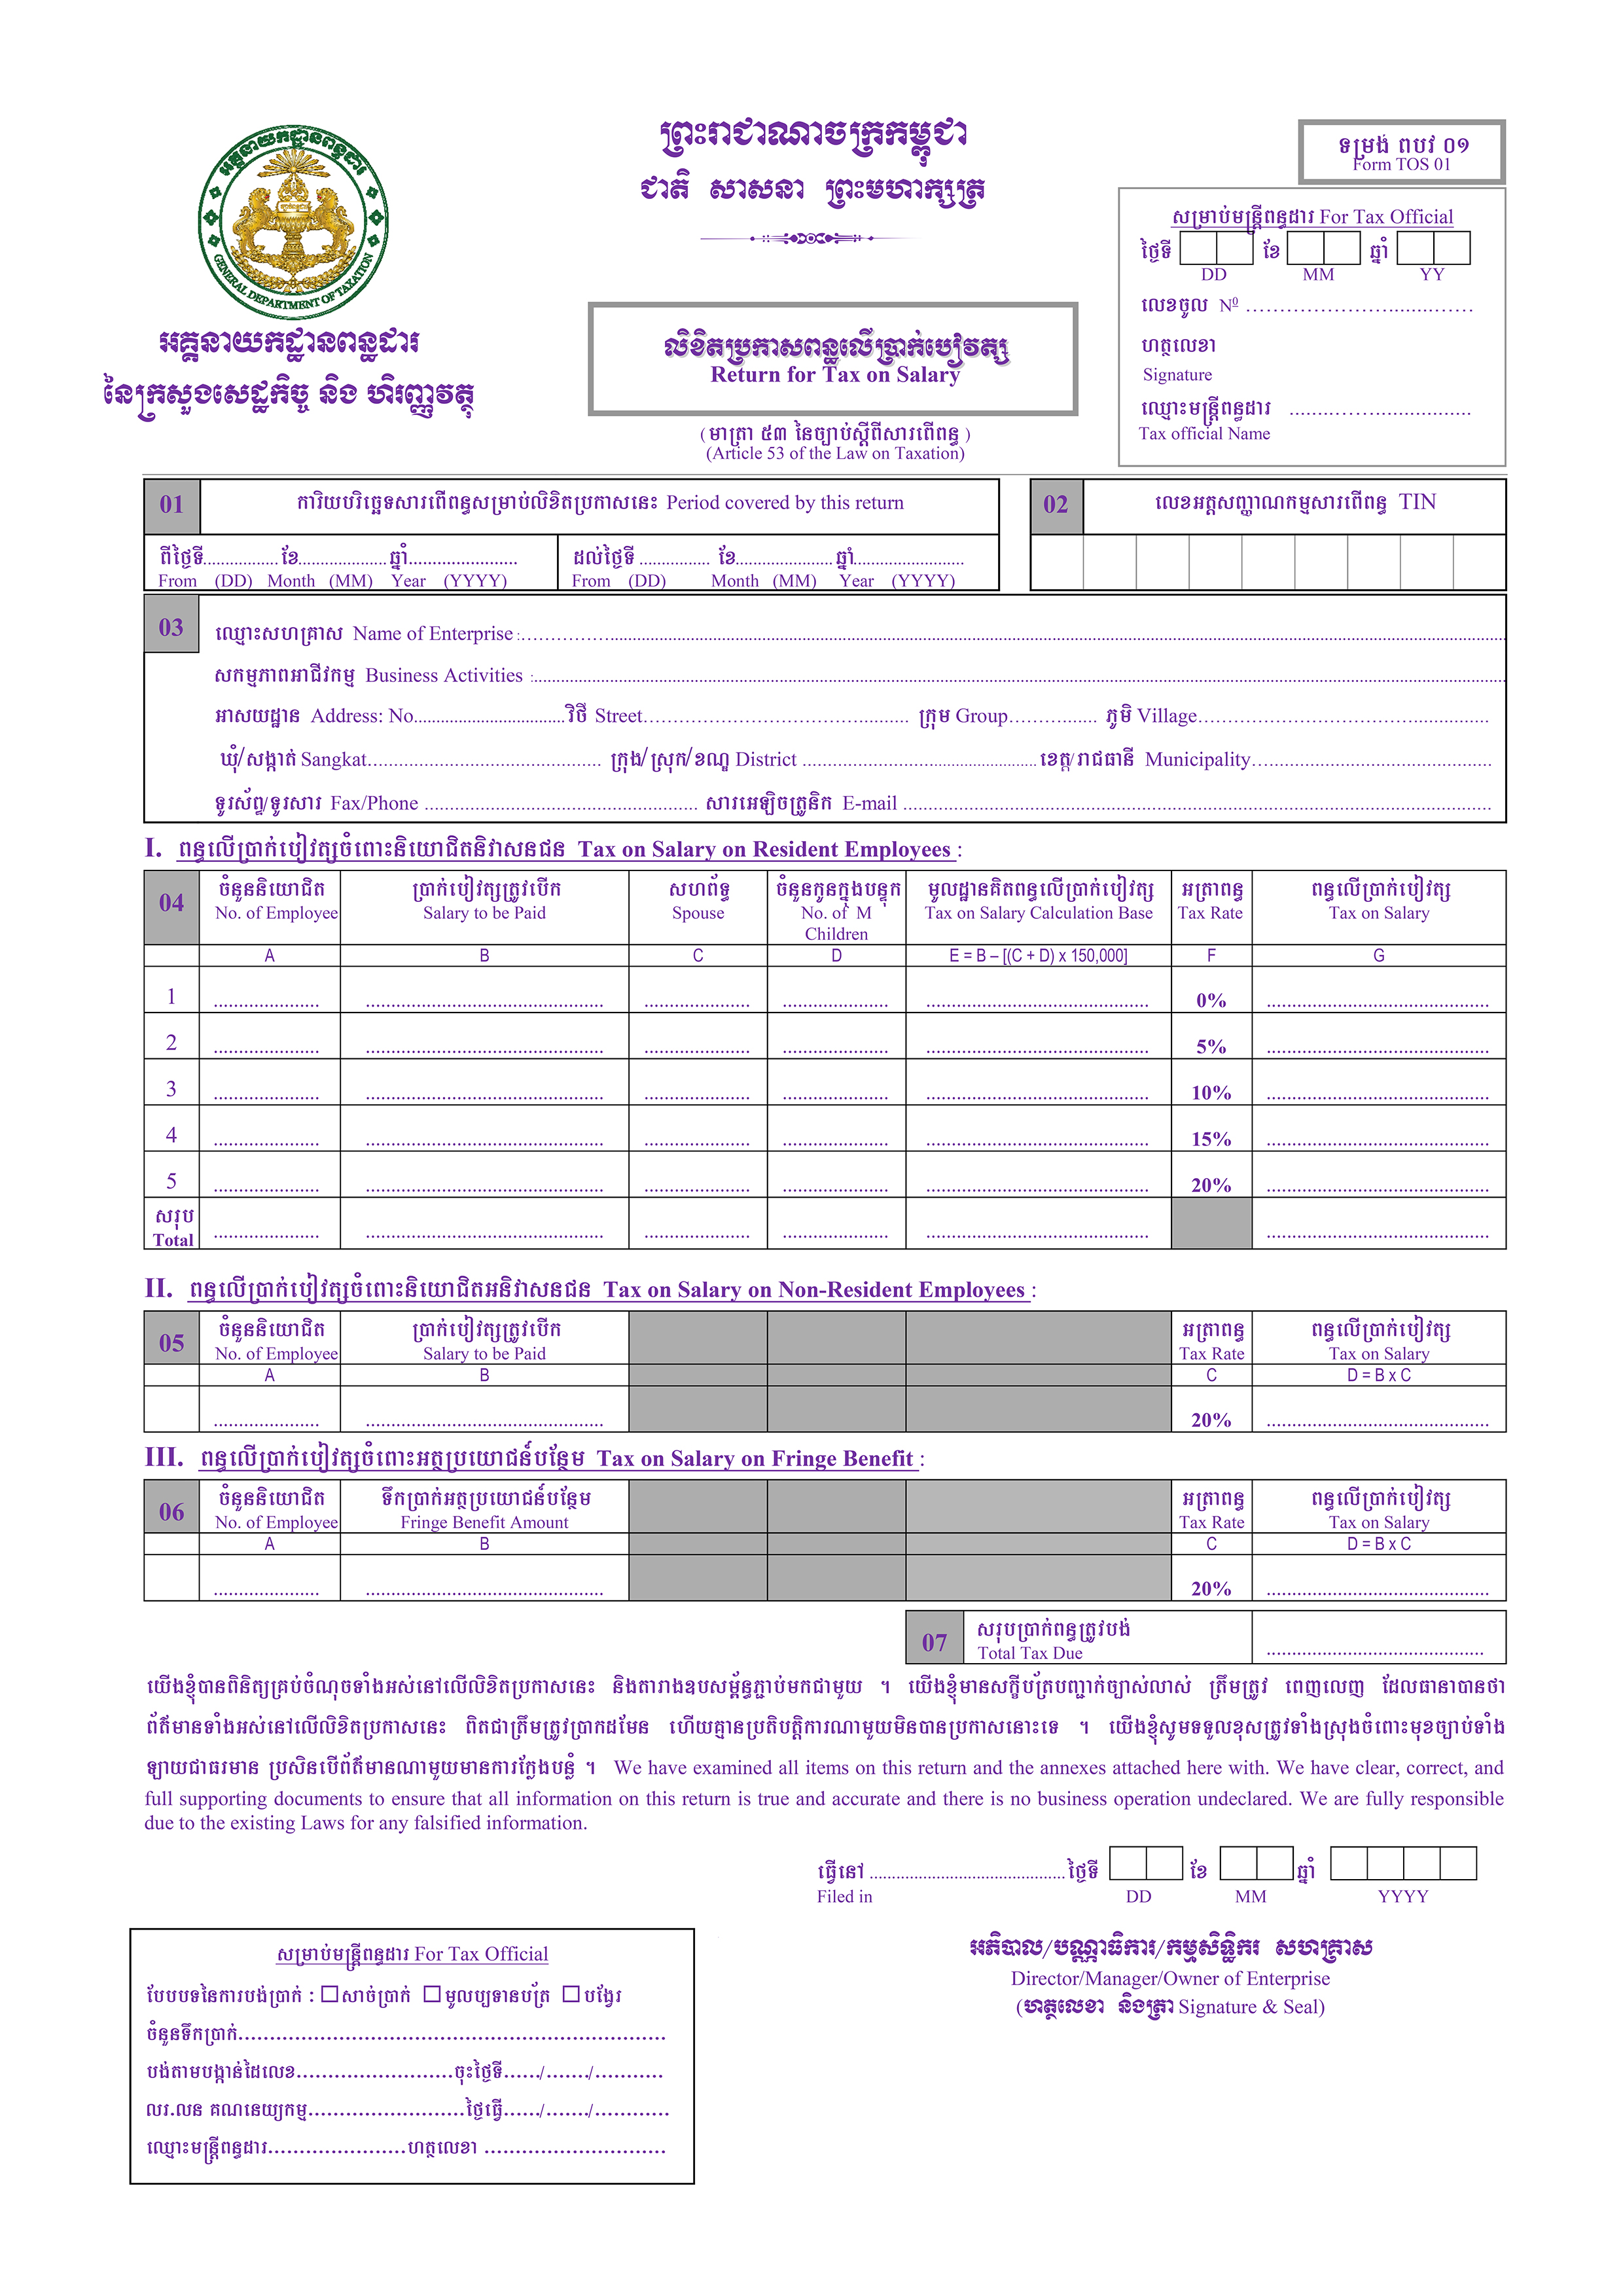 ព្រះរាជាណាចក្រកម្ពុជា
ជាតិ សាសនា ព្រះមហាក្សត្រ
ទម្រង់ ពបវ ០១
Form TOS 01
អគ្គនាយកដ្ឋានពន្ធដារ
GENERAL DEPARTMENT OF TAXATION
អគ្គនាយកដ្ឋានពន្ធដារ
នៃក្រសួងសេដ្ឋកិច្ច និង ហិរញ្ញវត្ថុ
លិខិតប្រកាសពន្ធលើប្រាក់បៀវត្ស
Return for Tax on Salary
(មាត្រា ៥៣ នៃច្បាប់ស្តីពីសារពើពន្ធ )
(Article 53 of the Law on Taxation)
សម្រាប់មន្ត្រីពន្ធដារ For Tax Official
ថ្ងៃទី ខែ ឆ្នាំ
DD MM YY
លេខចូល Nº ........................................
ហត្ថលេខា
Signature
ឈ្មោះមន្ត្រីពន្ធដារ ................................
Tax official Name
01 ការិយបរិច្ឆេទសារពើពន្ធសម្រាប់លិខិតប្រកាសនេះ Period covered by this return
ពីថ្ងៃទី................ខែ....................ឆ្នាំ......................... ដល់ថ្ងៃទី ................ ខែ......................ឆ្នាំ.........................
From (DD) Month (MM) Year (YYYY) From (DD) Month (MM) Year (YYYY)
02 លេខអត្តសញ្ញាណកម្មសារពើពន្ធ TIN
03 ឈ្មោះសហគ្រាស Name of Enterprise :................................................
សកម្មភាពអាជីវកម្ម Business Activities :................................................
អាសយដ្ឋាន Address: No..................................វិថី Street................................................ ក្រុម Group.................. ភូមិ Village................................................
ឃុំ/សង្កាត់ Sangkat.......................................... ក្រុង/ស្រុក/ខណ្ឌ District ................................................ខេត្ត/រាជធានី Municipality................................................
ទូរស័ព្ទ/ទូរសារ Fax/Phone ................................................ សារអេឡិចត្រូនិក E-mail ................................................
I. ពន្ធលើប្រាក់បៀវត្សចំពោះនិយោជិតនិវាសនជន Tax on Salary on Resident Employees :
04 ចំនួននិយោជិត ប្រាក់បៀវត្សត្រូវបើក សហព័ទ្ធ ចំនួនកូនក្នុងបន្ទុក មូលដ្ឋានគិតពន្ធលើប្រាក់បៀវត្ស អត្រាពន្ធ ពន្ធលើប្រាក់បៀវត្ស
No. of Employee Salary to be Paid Spouse No. of M Children Tax on Salary Calculation Base Tax Rate Tax on Salary
A B C D E = B – [(C + D) x 150,000] F G
1 ........................ ........................ ........................ ........................ ........................ 0% ........................
2 ........................ ........................ ........................ ........................ ........................ 5% ........................
3 ........................ ........................ ........................ ........................ ........................ 10% ........................
4 ........................ ........................ ........................ ........................ ........................ 15% ........................
5 ........................ ........................ ........................ ........................ ........................ 20% ........................
សរុប
Total ........................ ........................ ........................ ........................ ........................ ........................
II. ពន្ធលើប្រាក់បៀវត្សចំពោះនិយោជិតអនិវាសនជន Tax on Salary on Non-Resident Employees :
05 ចំនួននិយោជិត ប្រាក់បៀវត្សត្រូវបើក អត្រាពន្ធ ពន្ធលើប្រាក់បៀវត្ស
No. of Employee Salary to be Paid Tax Rate Tax on Salary
A B C D = B x C
........................ ........................ 20% ........................
III. ពន្ធលើប្រាក់បៀវត្សចំពោះអត្ថប្រយោជន៍បន្ថែម Tax on Salary on Fringe Benefit :
06 ចំនួននិយោជិត ទឹកប្រាក់អត្ថប្រយោជន៍បន្ថែម អត្រាពន្ធ ពន្ធលើប្រាក់បៀវត្ស
No. of Employee Fringe Benefit Amount Tax Rate Tax on Salary
A B C D = B x C
........................ ........................ 20% ........................
07 សរុបប្រាក់ពន្ធត្រូវបង់
Total Tax Due ........................
យើងខ្ញុំបានពិនិត្យគ្រប់ចំណុចទាំងអស់នៅលើលិខិតប្រកាសនេះ និងតារាងឧបសម្ព័ន្ធភ្ជាប់មកជាមួយ ។ យើងខ្ញុំមានសក្ខីប័ត្របញ្ជាក់ច្បាស់លាស់ ត្រឹមត្រូវ ពេញលេញ ដែលធានាបានថា
ព័ត៌មានទាំងអស់នៅលើលិខិតប្រកាសនេះ ពិតជាត្រឹមត្រូវប្រាកដមែន ហើយគ្មានប្រតិបត្តិការណាមួយមិនបានប្រកាសនោះទេ ។ យើងខ្ញុំសូមទទួលខុសត្រូវទាំងស្រុងចំពោះមុខច្បាប់ទាំង
ឡាយជាធរមាន ប្រសិនបើព័ត៌មានណាមួយមានការក្លែងបន្លំ ។ We have examined all items on this return and the annexes attached here with. We have clear, correct, and
full supporting documents to ensure that all information on this return is true and accurate and there is no business operation undeclared. We are fully responsible
due to the existing Laws for any falsified information.
ធ្វើនៅ ............................................ថ្ងៃទី ខែ ឆ្នាំ
Filed in DD MM YYYY
អភិបាល/បណ្ណាធិការ/កម្មសិទ្ធិករ សហគ្រាស
Director/Manager/Owner of Enterprise
(ហត្ថលេខា និងត្រា Signature & Seal)
សម្រាប់មន្ត្រីពន្ធដារ For Tax Official
បែបបទនៃការបង់ប្រាក់ : ☐សាច់ប្រាក់ ☐មូលប្បទានប័ត្រ ☐បង្វែរ
ចំនួនទឹកប្រាក់................................................
បង់តាមបង្កាន់ដៃលេខ..........................ចុះថ្ងៃទី....../......./...........
លរ.លន គណនេយ្យកម្ម..........................ថ្ងៃធ្វើ....../......./............
ឈ្មោះមន្ត្រីពន្ធដារ.......................ហត្ថលេខា ..............................